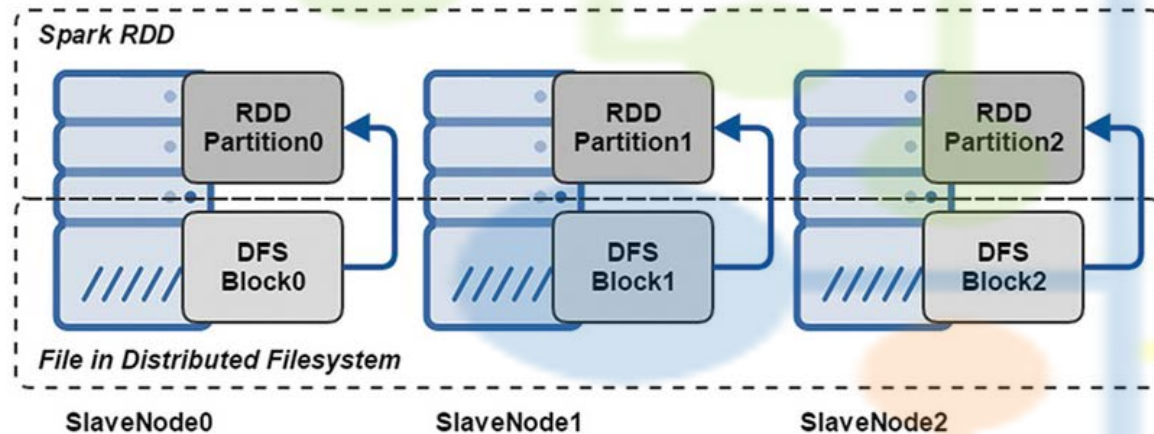 Spark RDD
RDD
Partition0
RDD
Partition1
RDD
Partition2
DFS
Block0
DFS
Block1
DFS
Block2
File in Distributed Filesystem
SlaveNode0
SlaveNode1
SlaveNode2